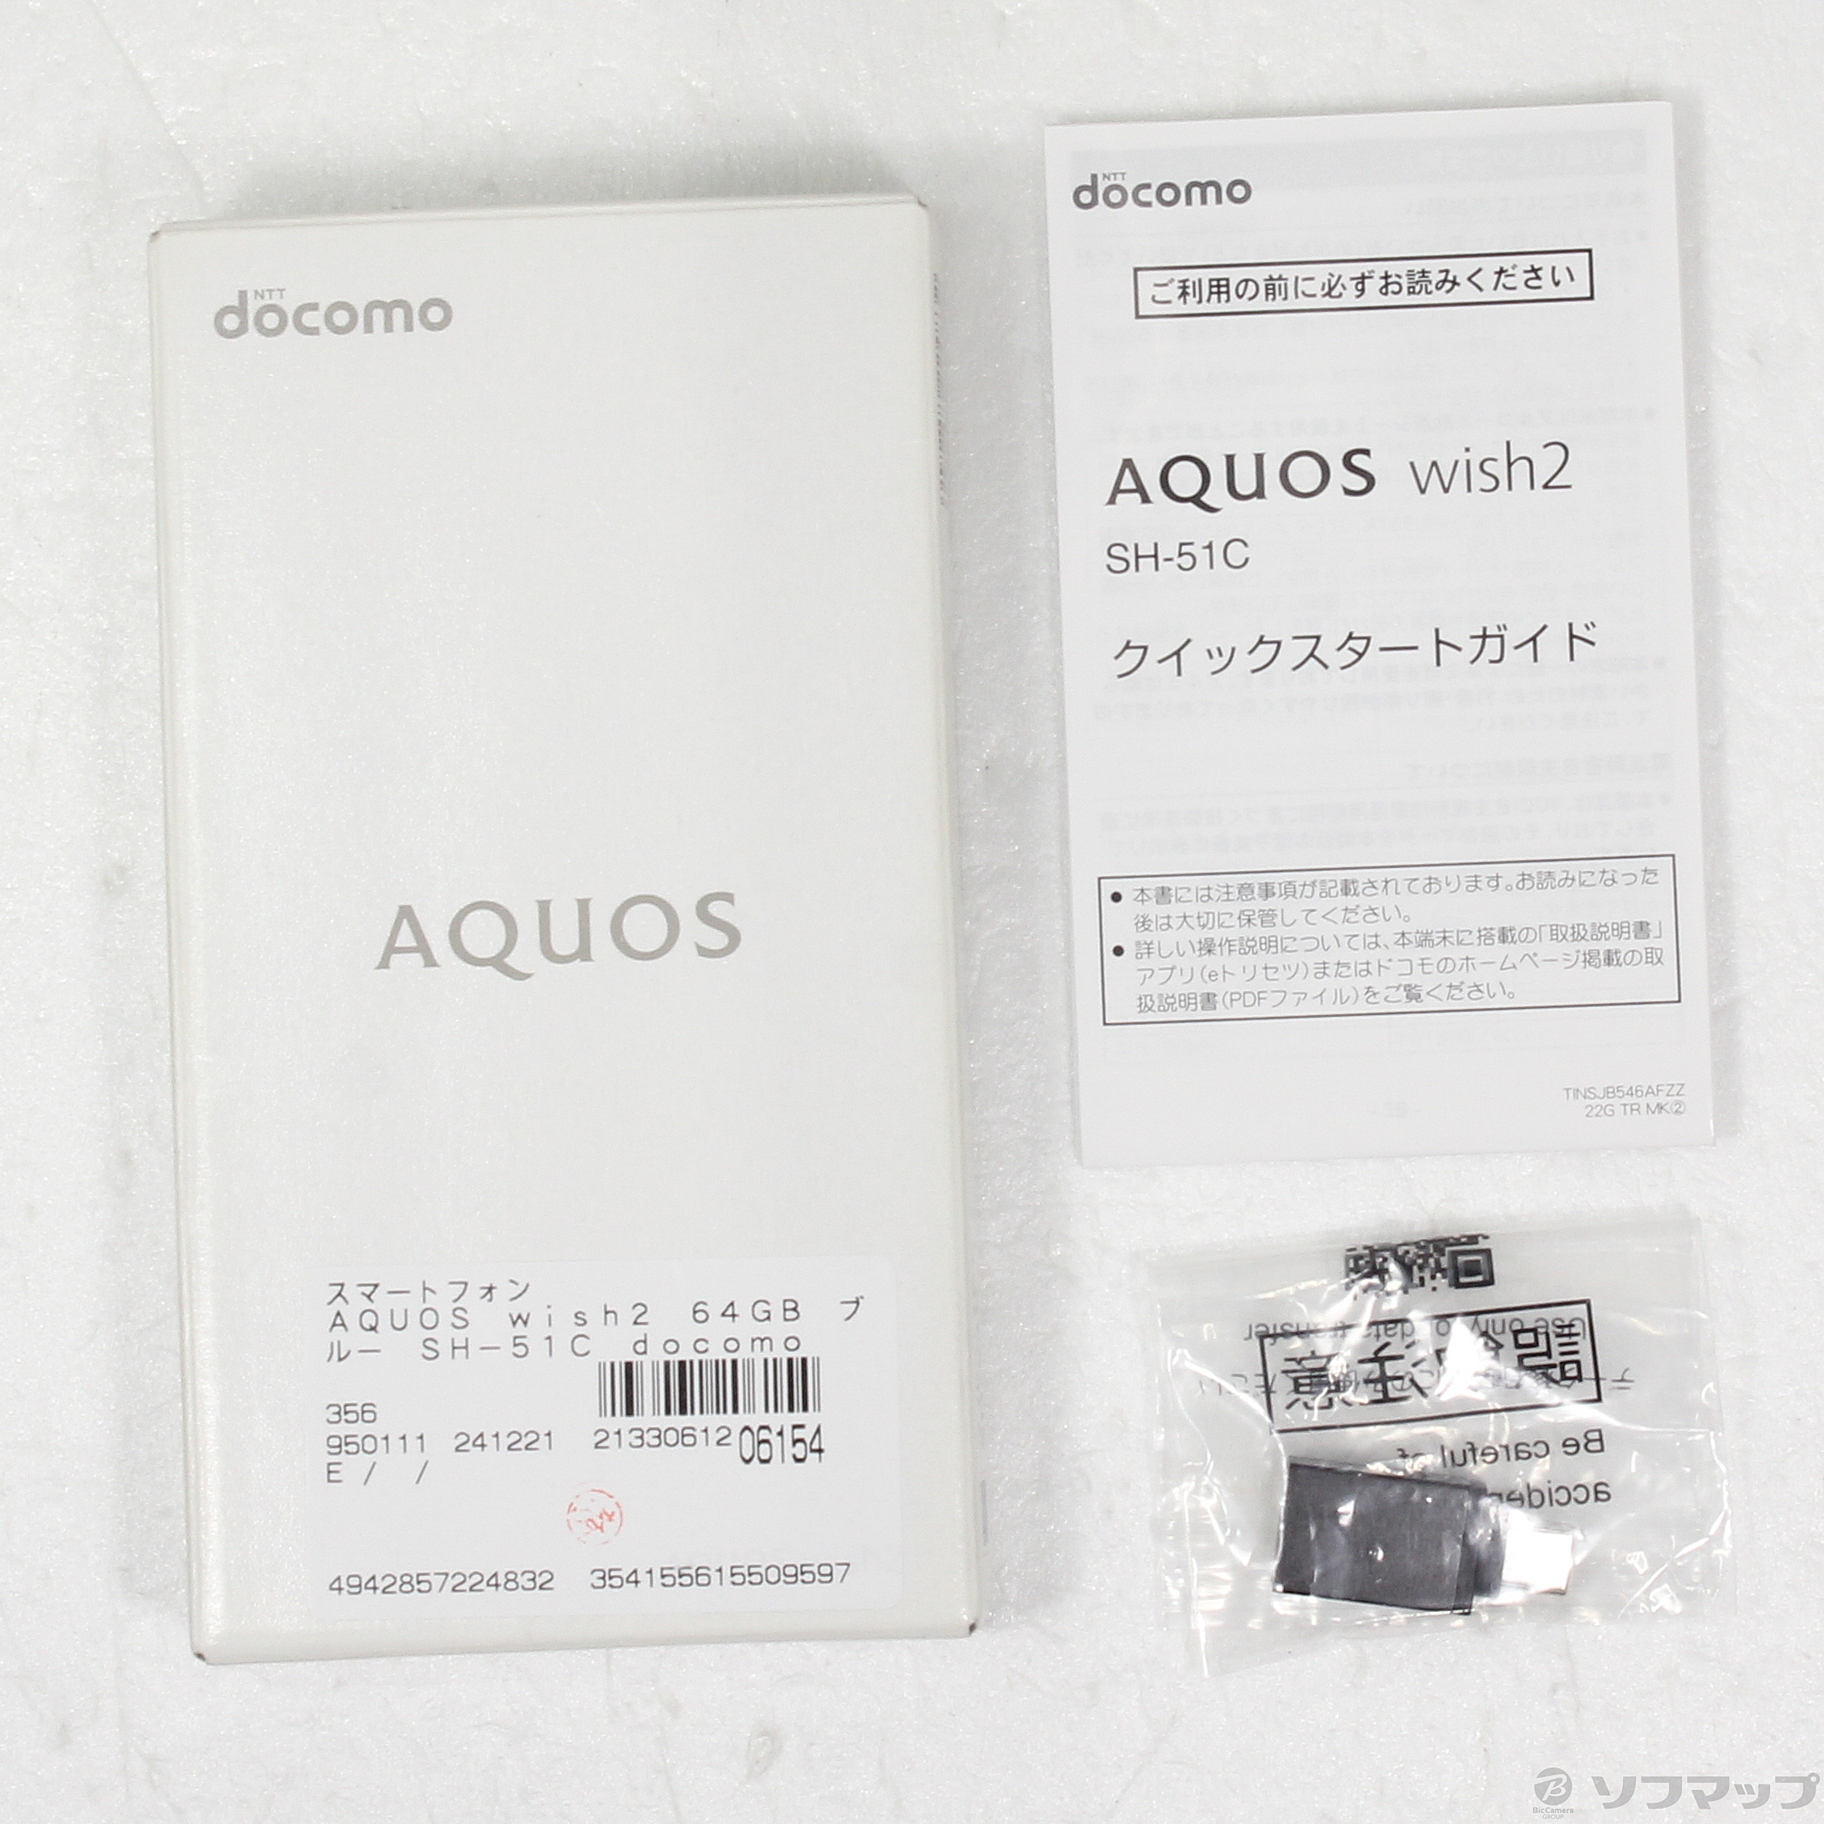 NTT
docomo
AQUOS
スマートフォン
AQUOS wish2 64GB ブ
ルー SH-51C docomo
356
950111 241221 2133061206154
E / /
4942857224832 354155615509597
NTT
docomo
ご利用の前に必ずお読みください
AQUOS wish2
SH-51C
クイックスタートガイド
● 本書には注意事項が記載されております。お読みになった
後は大切に保管してください。
● 詳しい操作説明については、本端末に搭載の「取扱説明書」
アプリ(eトリセツ)またはドコモのホームページ掲載の取
扱説明書(PDFファイル)をご覧ください。
TINSJB546AFZZ
22G TR MK②
Use only data transfer
Be careful of
B
BicCamera
GROUP
ソフマップ